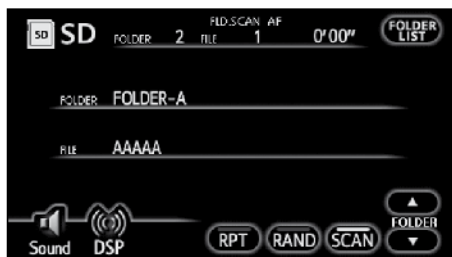 SD SD FLD.SCAN AF FOLDER LIST
FOLDER 2 FILE 1 0'00"
FOLDER FOLDER-A
FILE AAAAA
Sound DSP RPT RAND SCAN ▲ FOLDER ▼